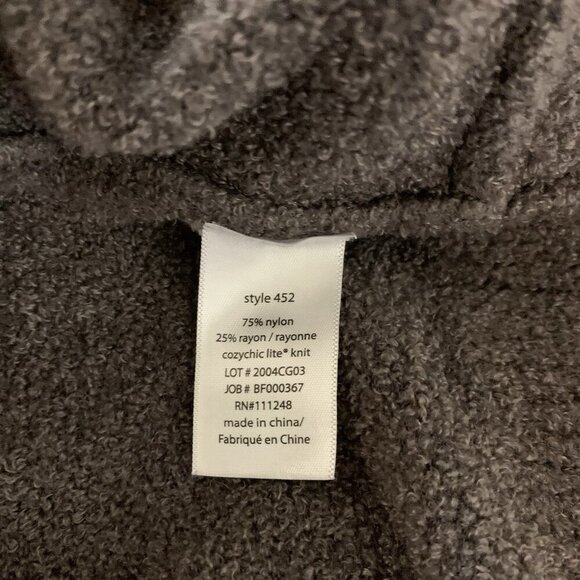 style 452
75% nylon
25% rayon / rayonne
cozychic lite® knit
LOT # 2004CG03
JOB# BF000367
RN#111248
made in china/
Fabriqué en Chine